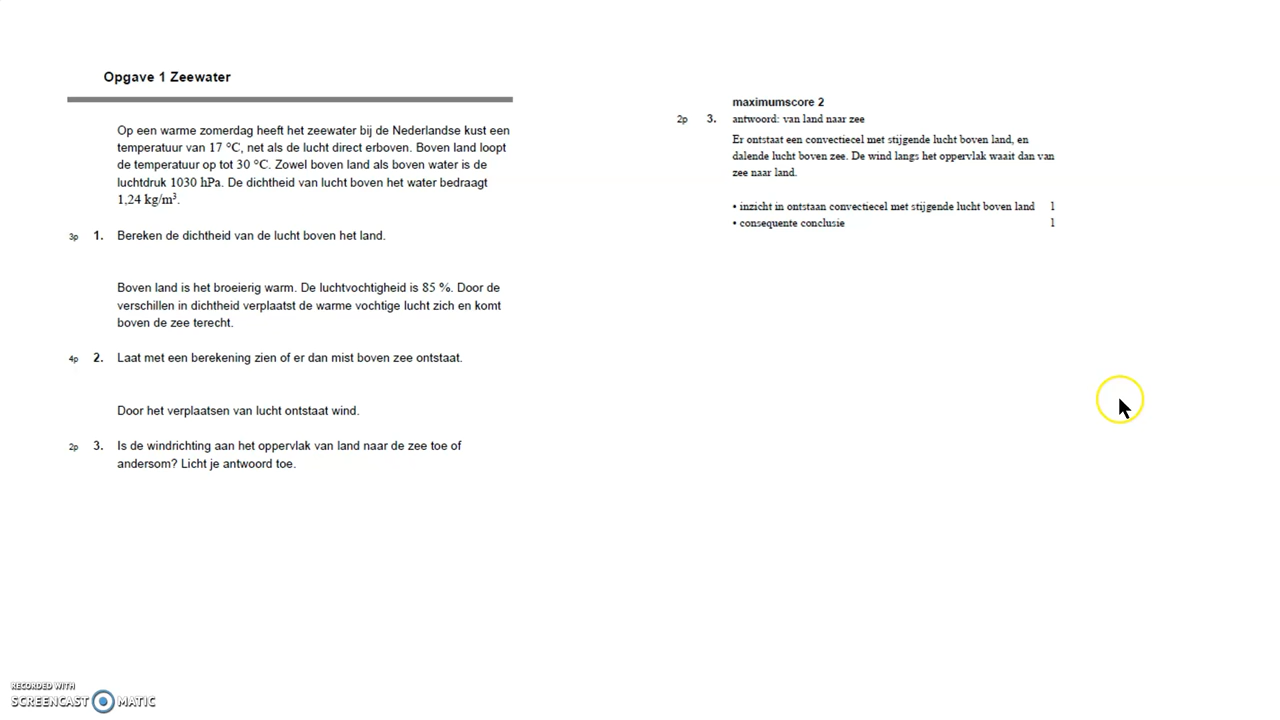 Opgave 1 Zeewater
Op een warme zomerdag heeft het zeewater bij de Nederlandse kust een
temperatuur van 17 °C, net als de lucht direct erboven. Boven land loopt
de temperatuur op tot 30 °C. Zowel boven land als boven water is de
luchtdruk 1030 hPa. De dichtheid van lucht boven het water bedraagt
1,24 kg/m³.
3p 1. Bereken de dichtheid van de lucht boven het land.
Boven land is het broeierig warm. De luchtvochtigheid is 85 %. Door de
verschillen in dichtheid verplaatst de warme vochtige lucht zich en komt
boven de zee terecht.
4p 2. Laat met een berekening zien of er dan mist boven zee ontstaat.
Door het verplaatsen van lucht ontstaat wind.
2p 3. Is de windrichting aan het oppervlak van land naar de zee toe of
andersom? Licht je antwoord toe.
maximumscore 2
2p 3. antwoord: van land naar zee
Er ontstaat een convectiecel met stijgende lucht boven land, en
dalende lucht boven zee. De wind langs het oppervlak waait dan van
zee naar land.
• inzicht in ontstaan convectiecel met stijgende lucht boven land 1
• consequente conclusie 1
RECORDED WITH
SCREENCAST MATIC